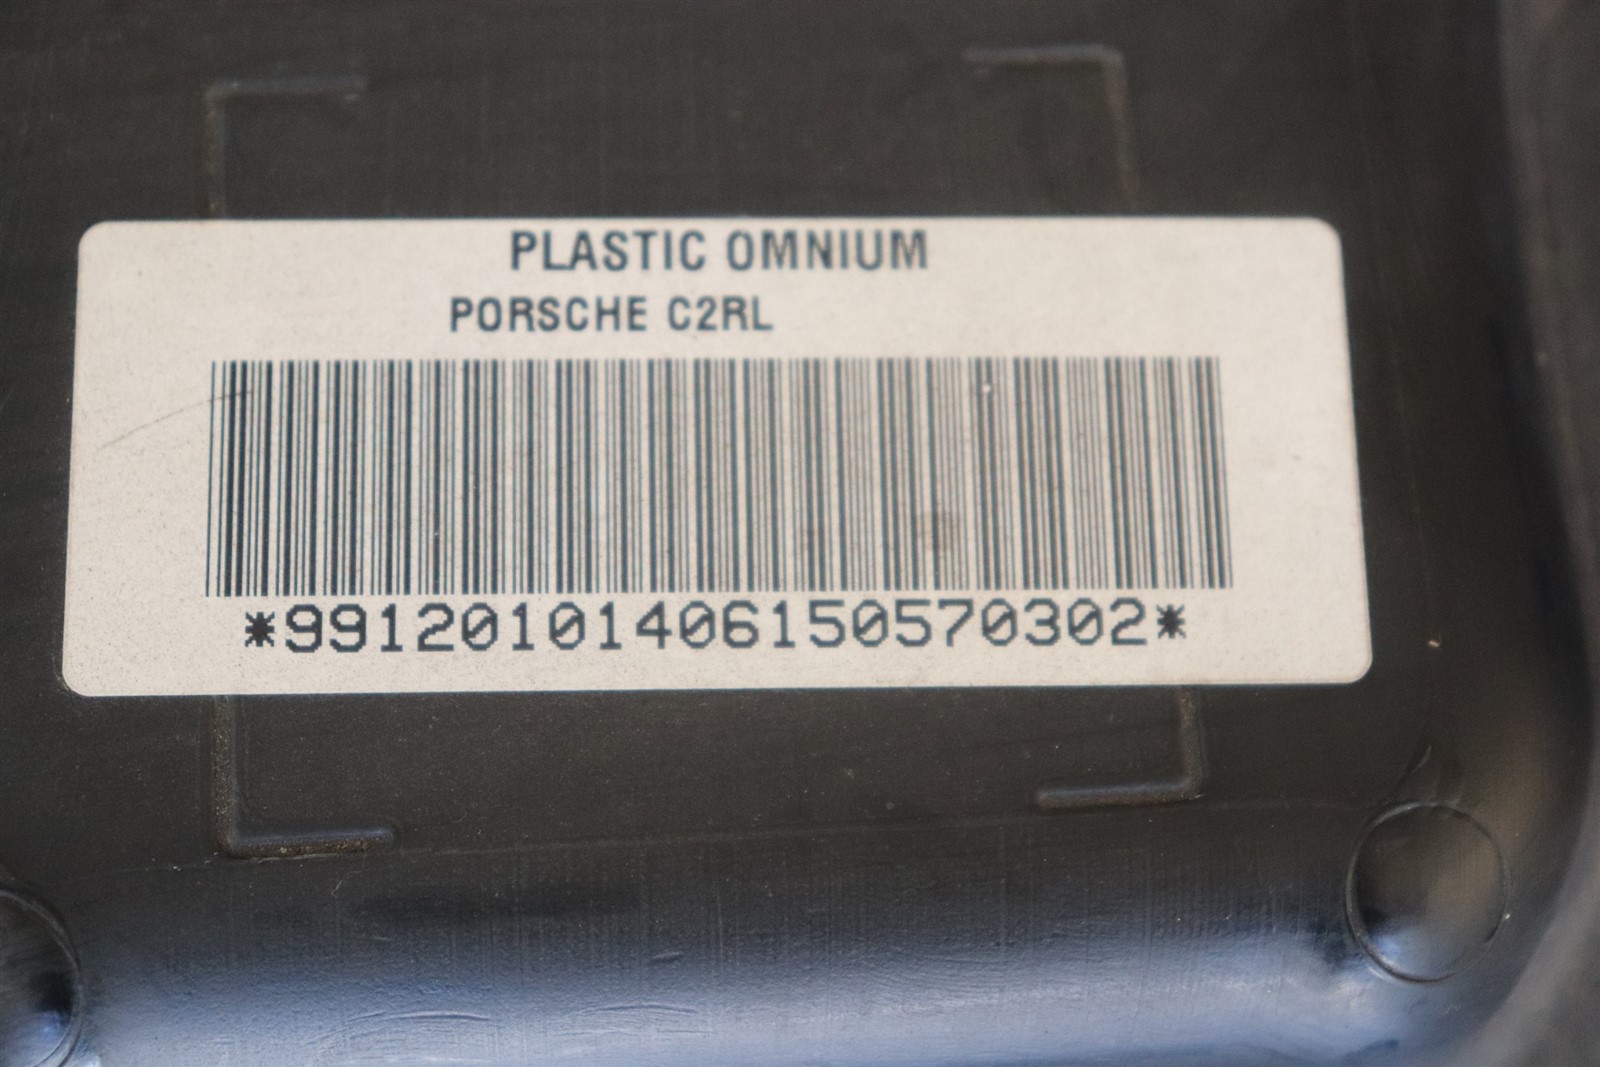 PLASTIC OMNIUM
PORSCHE C2RL
*99120101406150570302*